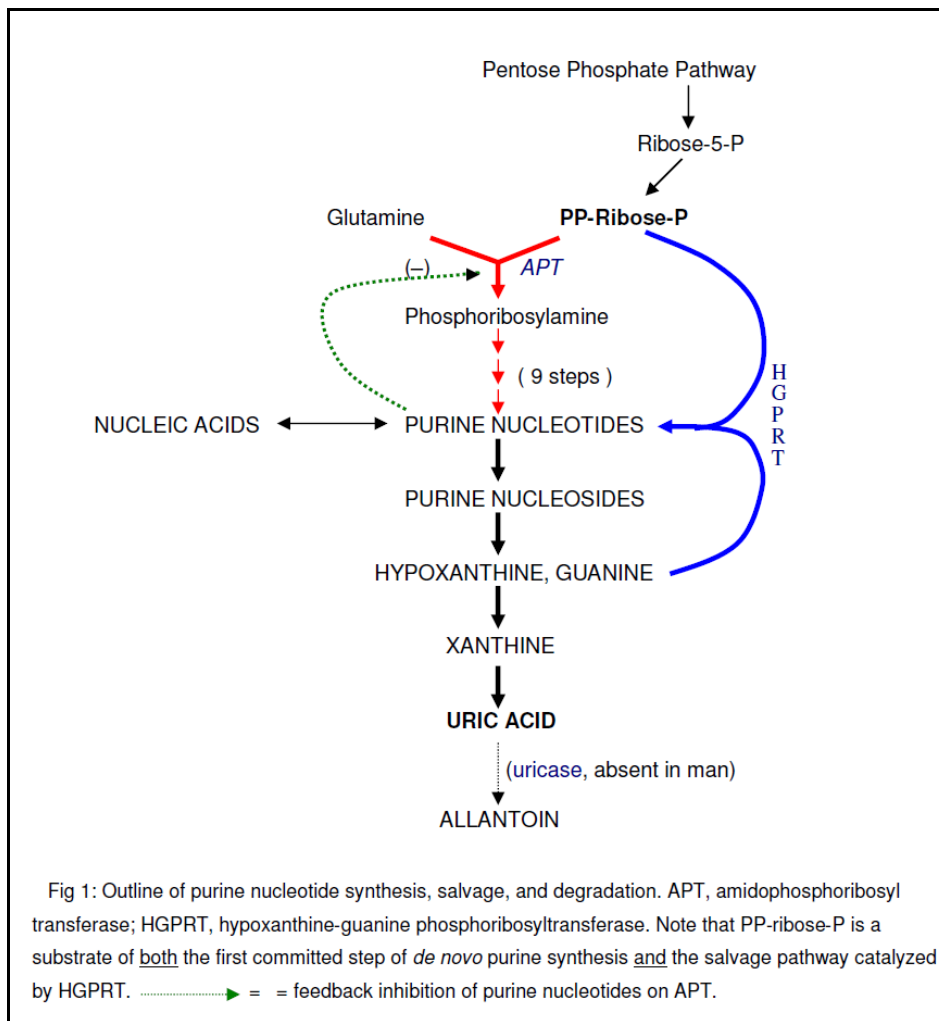 Pentose Phosphate Pathway
Ribose-5-P
Glutamine
PP-Ribose-P
(–)
APT
Phosphoribosylamine
( 9 steps )
HGPRT
NUCLEIC ACIDS
PURINE NUCLEOTIDES
PURINE NUCLEOSIDES
HYPOXANTHINE, GUANINE
XANTHINE
URIC ACID
(uricase, absent in man)
ALLANTOIN
Fig 1: Outline of purine nucleotide synthesis, salvage, and degradation. APT, amidophosphoribosyl
transferase; HGPRT, hypoxanthine-guanine phosphoribosyltransferase. Note that PP-ribose-P is a
substrate of both the first committed step of de novo purine synthesis and the salvage pathway catalyzed
by HGPRT. = = feedback inhibition of purine nucleotides on APT.